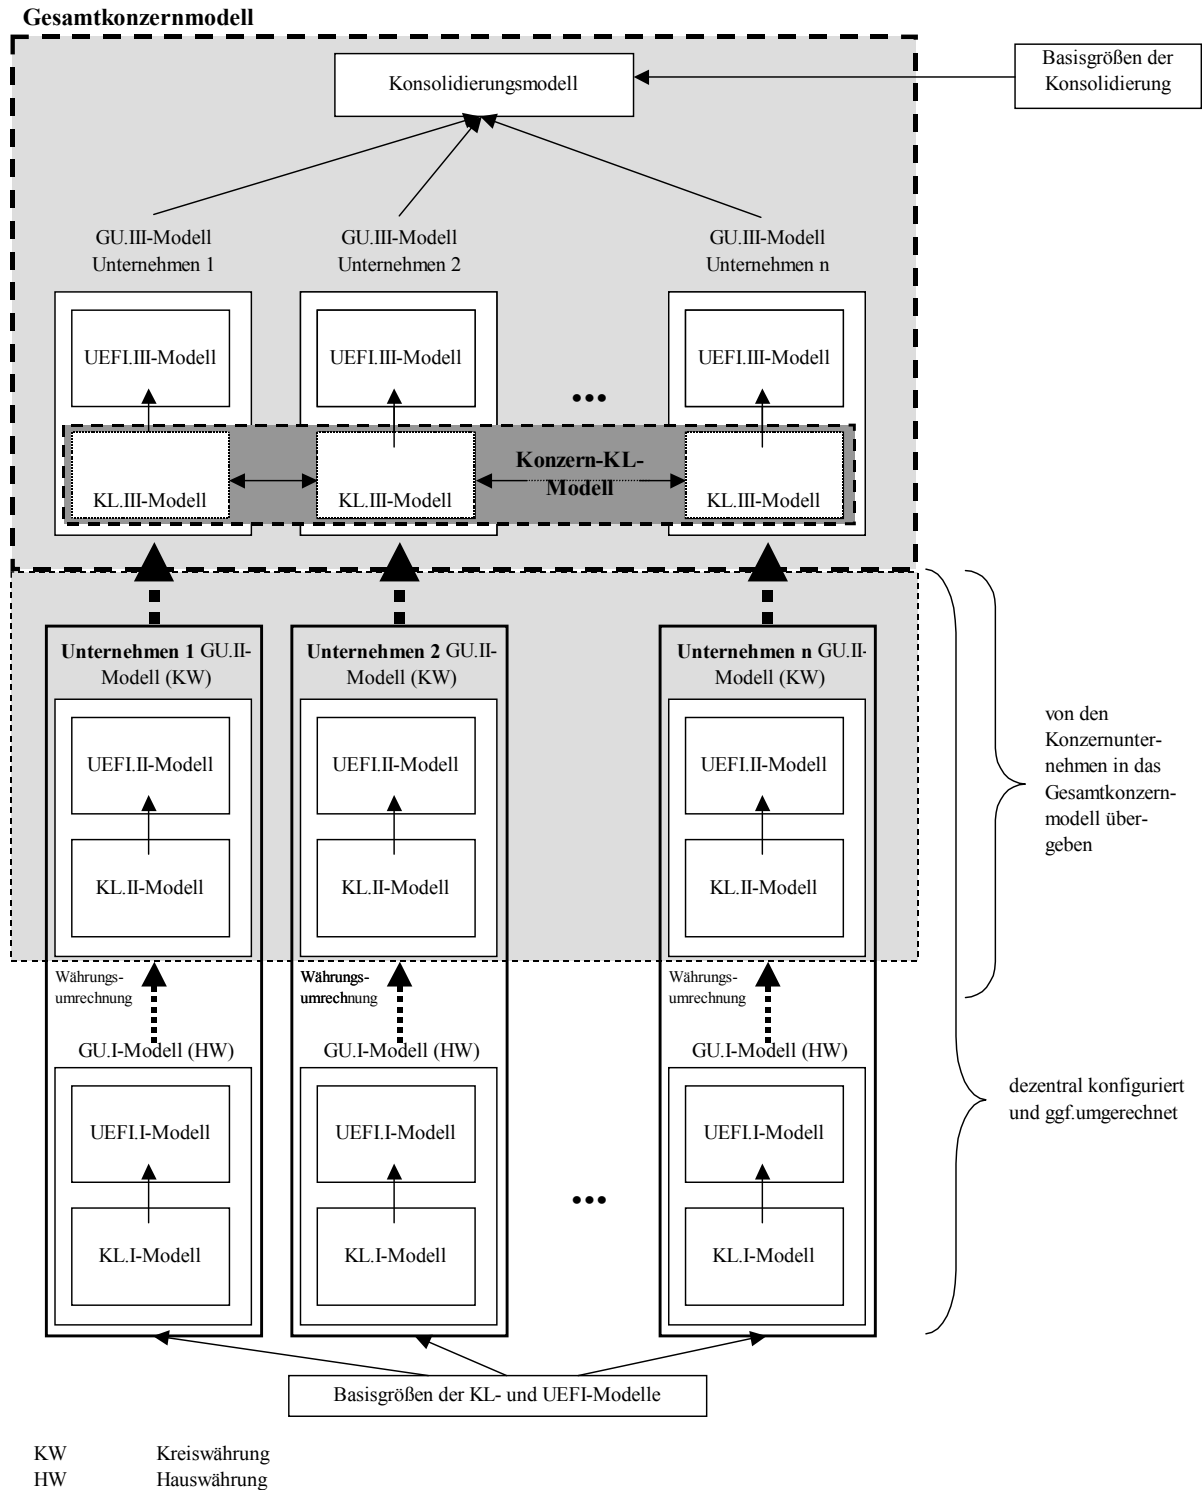 Gesamtkonzernmodell
Konsolidierungsmodell
Basisgrößen der
Konsolidierung
GU.III-Modell
Unternehmen 1
GU.III-Modell
Unternehmen 2
GU.III-Modell
Unternehmen n
UEFI.III-Modell
UEFI.III-Modell
UEFI.III-Modell
...
KL.III-Modell
KL.III-Modell
Konzern-KL-
Modell
KL.III-Modell
Unternehmen 1 GU.II-
Modell (KW)
Unternehmen 2 GU.II-
Modell (KW)
Unternehmen n GU.II-
Modell (KW)
UEFI.II-Modell
UEFI.II-Modell
UEFI.II-Modell
KL.II-Modell
KL.II-Modell
KL.II-Modell
von den
Konzernunter-
nehmen in das
Gesamtkonzern-
modell über-
geben
Währungs-
umrechnung
Währungs-
umrechnung
Währungs-
umrechnung
GU.I-Modell (HW)
GU.I-Modell (HW)
GU.I-Modell (HW)
UEFI.I-Modell
UEFI.I-Modell
UEFI.I-Modell
dezentral konfiguriert
und ggf.umgerechnet
...
KL.I-Modell
KL.I-Modell
KL.I-Modell
Basisgrößen der KL- und UEFI-Modelle
KW Kreiswährung
HW Hauswährung